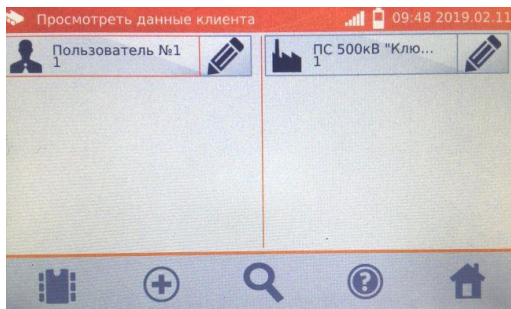 Просмотреть данные клиента
09:48 2019.02.11
Пользователь №1
1
ПС 500кВ "Клю...
1